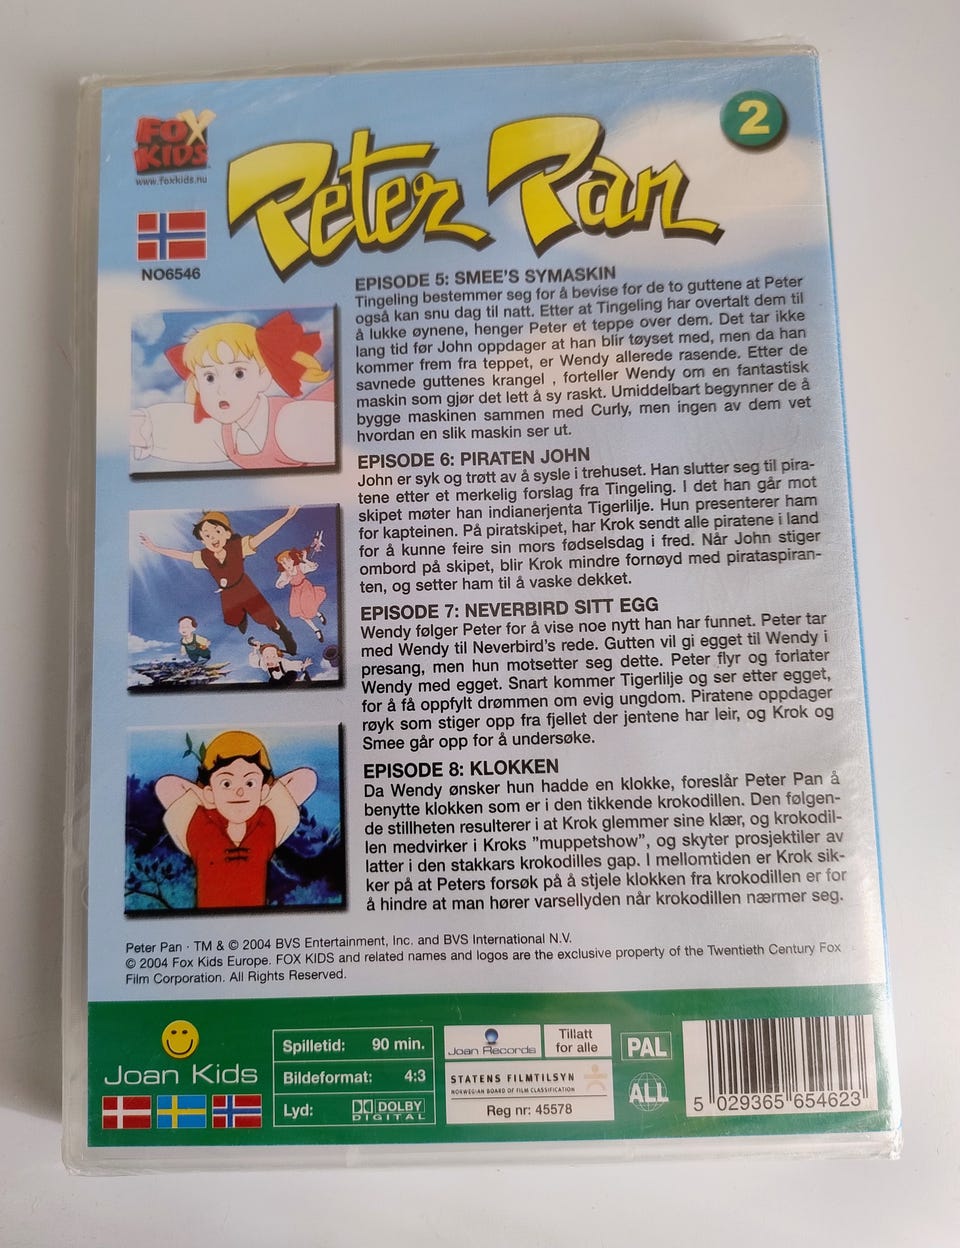 FOX KIDS
www.foxkids.nu
Peter Pan
2
NO6546
EPISODE 5: SMEE'S SYMASKIN
Tingeling bestemmer seg for å bevise for de to guttene at Peter
også kan snu dag til natt. Etter at Tingeling har overtalt dem til
å lukke øynene, henger Peter et teppe over dem. Det tar ikke
lang tid før John oppdager at han blir tøyset med, men da han
kommer frem fra teppet, er Wendy allerede rasende. Etter de
savnede guttenes krangel , forteller Wendy om en fantastisk
maskin som gjør det lett å sy raskt. Umiddelbart begynner de å
bygge maskinen sammen med Curly, men ingen av dem vet
hvordan en slik maskin ser ut.
EPISODE 6: PIRATEN JOHN
John er syk og trøtt av å sysle i trehuset. Han slutter seg til pira-
tene etter et merkelig forslag fra Tingeling. I det han går mot
skipet møter han indianerjenta Tigerlilje. Hun presenterer ham
for kapteinen. På piratskipet, har Krok sendt alle piratene i land
for å kunne feire sin mors fødselsdag i fred. Når John stiger
ombord på skipet, blir Krok mindre fornøyd med pirataspiran-
ten, og setter ham til å vaske dekket.
EPISODE 7: NEVERBIRD SITT EGG
Wendy følger Peter for å vise noe nytt han har funnet. Peter tar
med Wendy til Neverbird's rede. Gutten vil gi egget til Wendy i
presang, men hun motsetter seg dette. Peter flyr og forlater
Wendy med egget. Snart kommer Tigerlilje og ser etter egget,
for å få oppfylt drømmen om evig ungdom. Piratene oppdager
røyk som stiger opp fra fjellet der jentene har leir, og Krok og
Smee går opp for å undersøke.
EPISODE 8: KLOKKEN
Da Wendy ønsker hun hadde en klokke, foreslår Peter Pan å
benytte klokken som er i den tikkende krokodillen. Den følgen-
de stillheten resulterer i at Krok glemmer sine klær, og krokodil-
len medvirker i Kroks "muppetshow", og skyter prosjektiler av
latter i den stakkars krokodilles gap. I mellomtiden er Krok sik-
ker på at Peters forsøk på å stjele klokken fra krokodillen er for
å hindre at man hører varsellyden når krokodillen nærmer seg.
Peter Pan · TM & © 2004 BVS Entertainment, Inc. and BVS International N.V.
© 2004 Fox Kids Europe. FOX KIDS and related names and logos are the exclusive property of the Twentieth Century Fox
Film Corporation. All Rights Reserved.
Joan Kids
Spilletid: 90 min.
Bildeformat: 4:3
Lyd: DOLBY DIGITAL
Joan Records
Tillatt
for alle
STATENS FILMTILSYN
NORWEGIAN BOARD OF FILM CLASSIFICATION
Reg nr: 45578
PAL
ALL
5 029365 654623